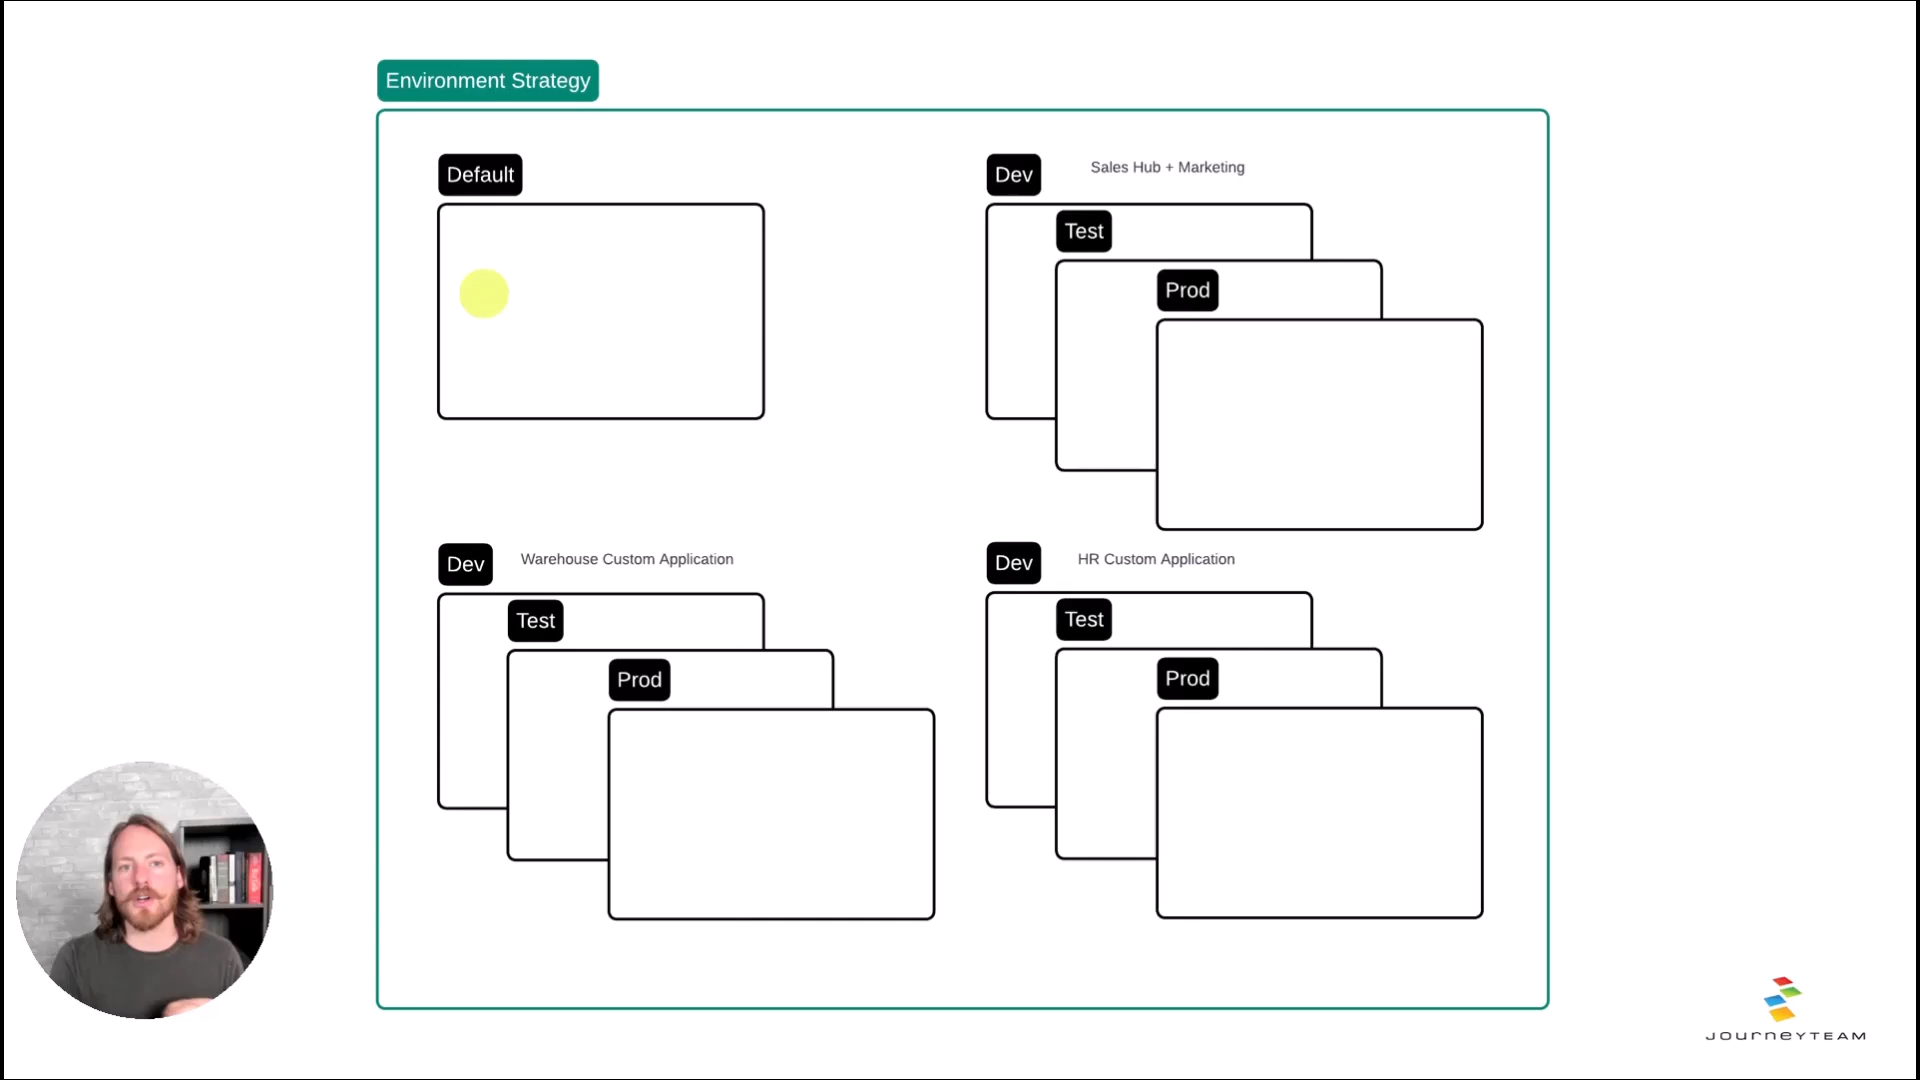 Environment Strategy
Default
Dev
Sales Hub + Marketing
Test
Prod
Dev
Warehouse Custom Application
Test
Prod
Dev
HR Custom Application
Test
Prod
JOURNEYTEAM